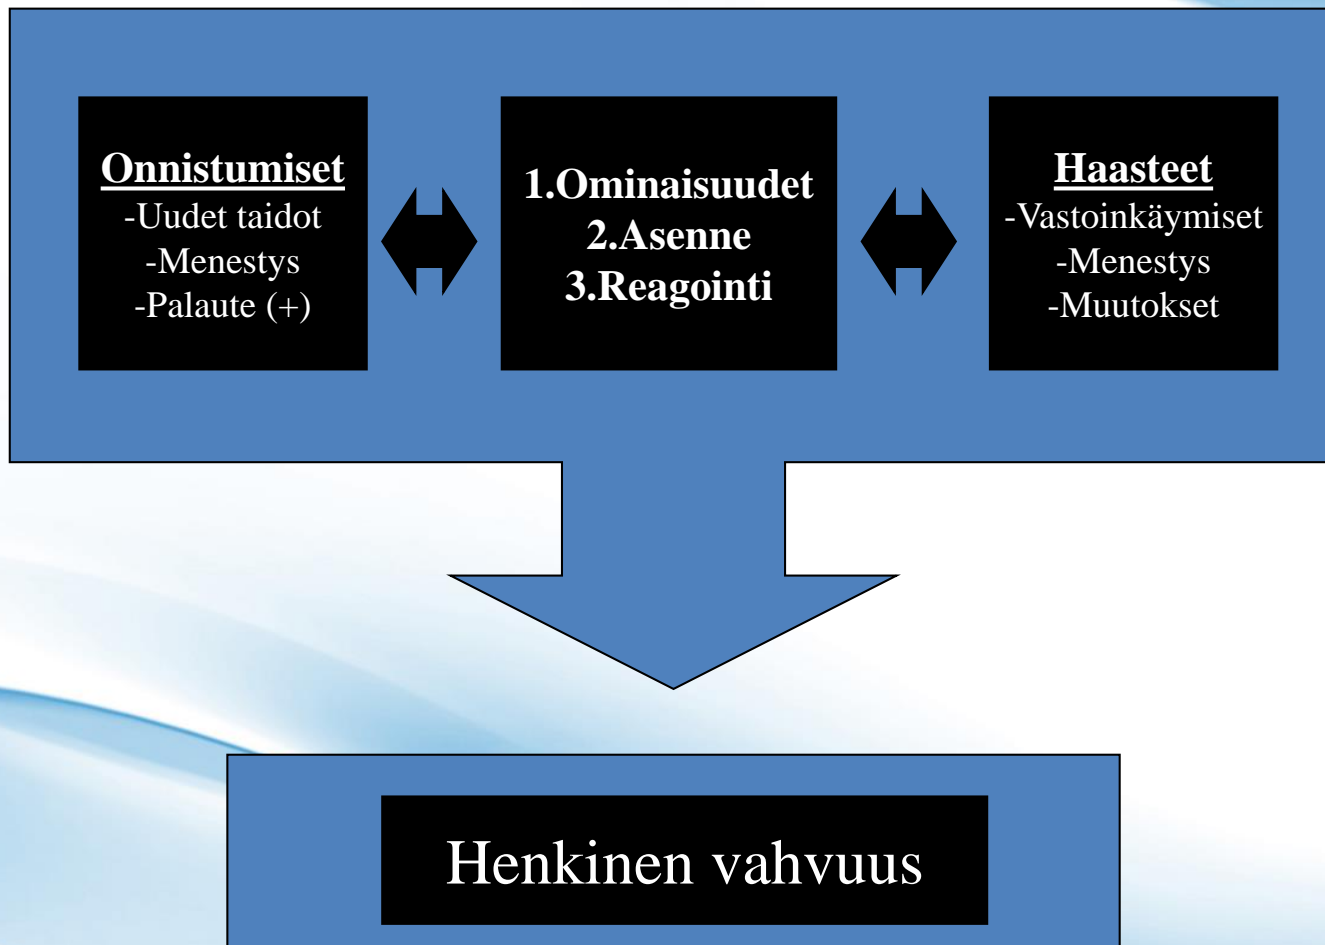 Onnistumiset
-Uudet taidot
-Menestys
-Palaute (+)
1.Ominaisuudet
2.Asenne
3.Reagointi
Haasteet
-Vastoinkäymiset
-Menestys
-Muutokset
Henkinen vahvuus